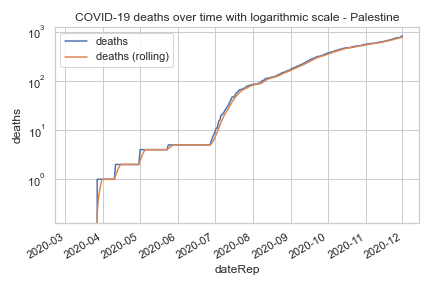 COVID-19 deaths over time with logarithmic scale - Palestine
10³
deaths
deaths (rolling)
10²
10¹
10⁰
deaths
2020-03
2020-04
2020-05
2020-06
2020-07
2020-08
2020-09
2020-10
2020-11
2020-12
dateRep